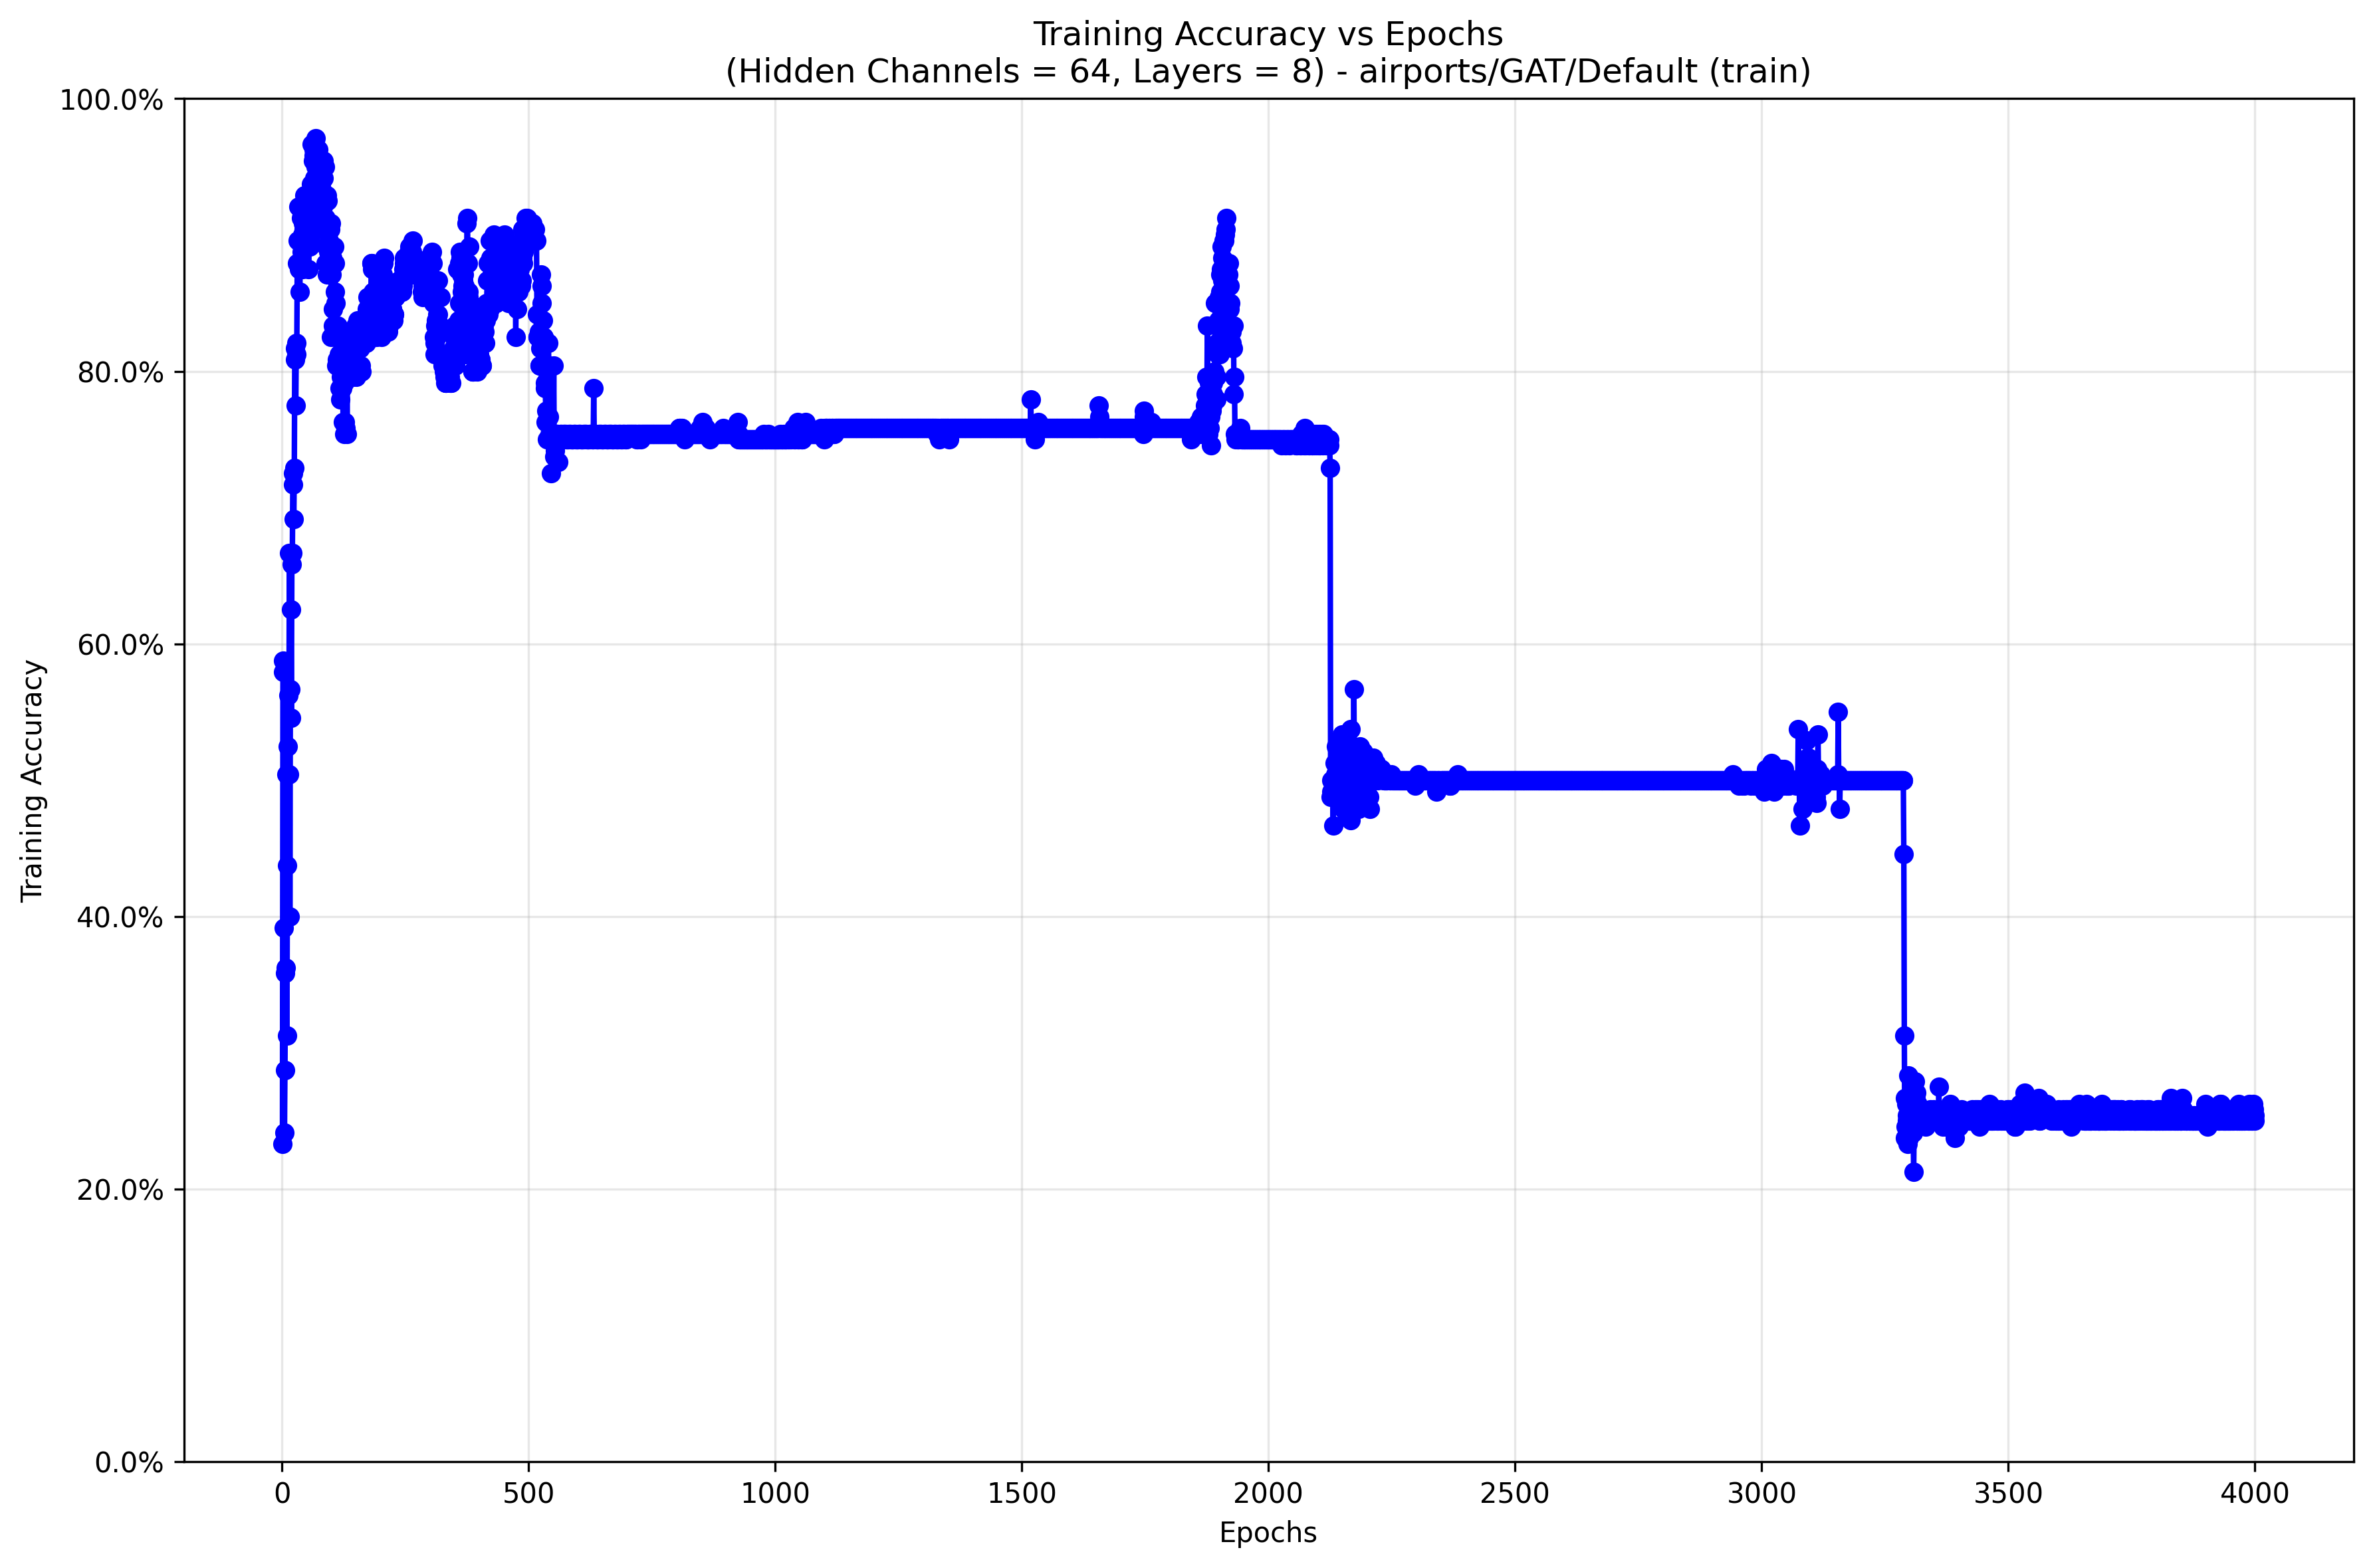 Training Accuracy vs Epochs
(Hidden Channels = 64, Layers = 8) - airports/GAT/Default (train)
100.0%
80.0%
60.0%
40.0%
20.0%
0.0%
Training Accuracy
0 500 1000 1500 2000 2500 3000 3500 4000
Epochs